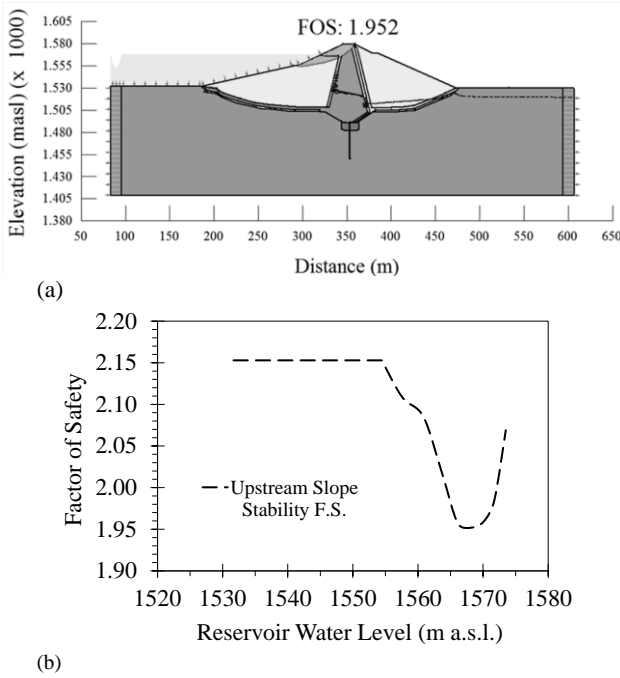 FOS: 1.952
Elevation (masl) (x 1000)
1.605
1.580
1.555
1.530
1.505
1.480
1.455
1.430
1.405
1.380
50 100 150 200 250 300 350 400 450 500 550 600 650
Distance (m)
(a)
Factor of Safety
2.20
2.15
2.10
2.05
2.00
1.95
1.90
Upstream Slope
Stability F.S.
1520 1530 1540 1550 1560 1570 1580
Reservoir Water Level (m a.s.l.)
(b)